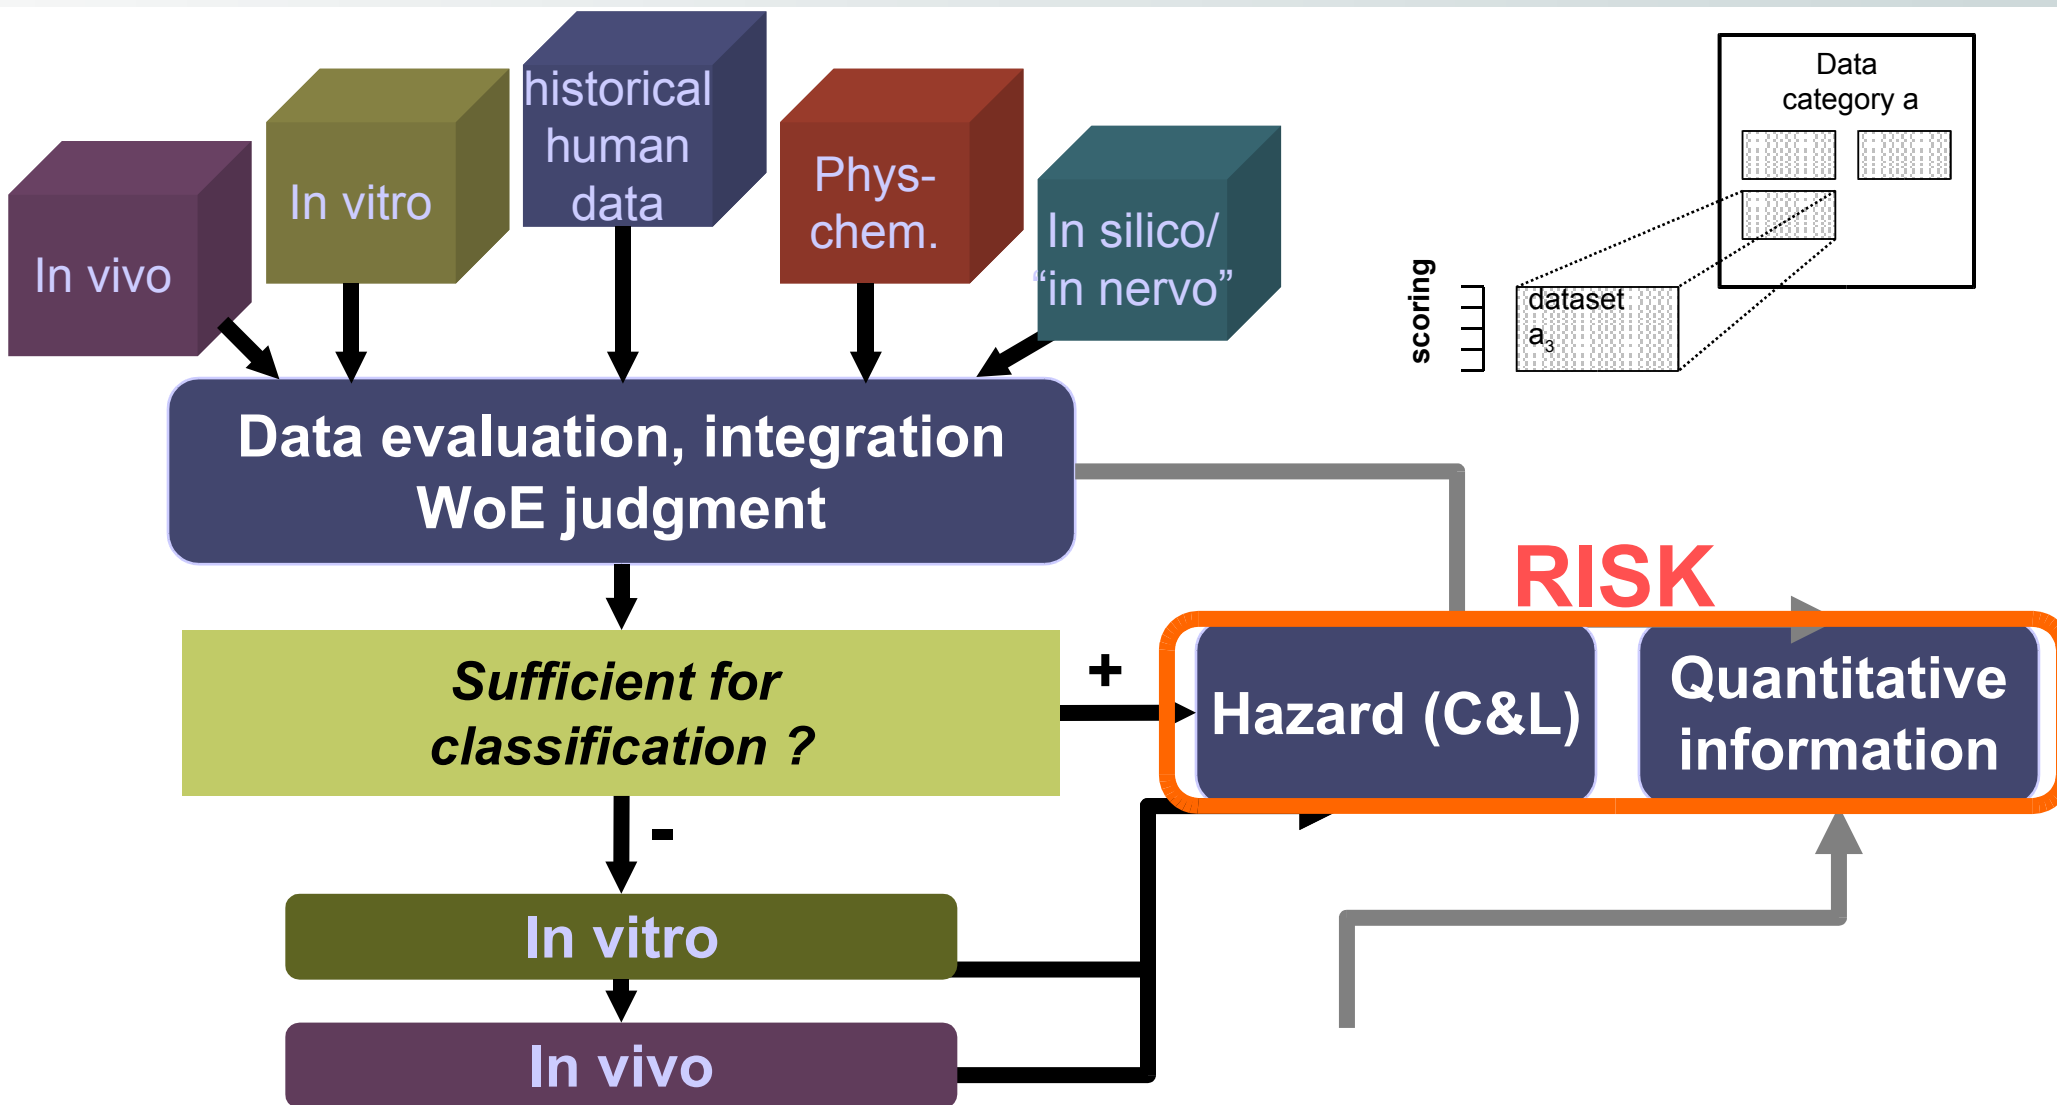 In vivo
In vitro
historical
human
data
Phys-
chem.
In silico/
“in nervo”
Data
category a
scoring
dataset
a3
Data evaluation, integration
WoE judgment
RISK
Sufficient for
classification ?
+
-
Hazard (C&L)
Quantitative
information
In vitro
In vivo